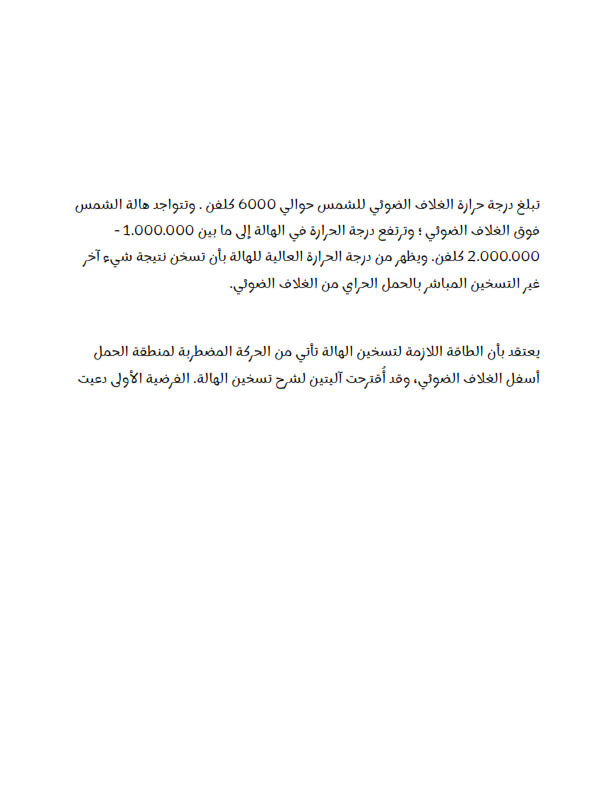 تبلغ درجة حرارة الغلاف الضوئي للشمس حوالي 6000 كلفن . وتتواجد هالة الشمس
فوق الغلاف الضوئي ؛ وترتفع درجة الحرارة في الهالة إلى ما بين 1.000.000 -
2.000.000 كلفن. ويظهر من درجة الحرارة العالية للهالة بأن تسخن نتيجة شيء آخر
غير التسخين المباشر بالحمل الحراي من الغلاف الضوئي.
يعتقد بأن الطاقة اللازمة لتسخين الهالة تأتي من الحركة المضطربة لمنطقة الحمل
أسفل الغلاف الضوئي، وقد أُقترحت آليتين لشرح تسخين الهالة. الفرضية الأولى دعيت